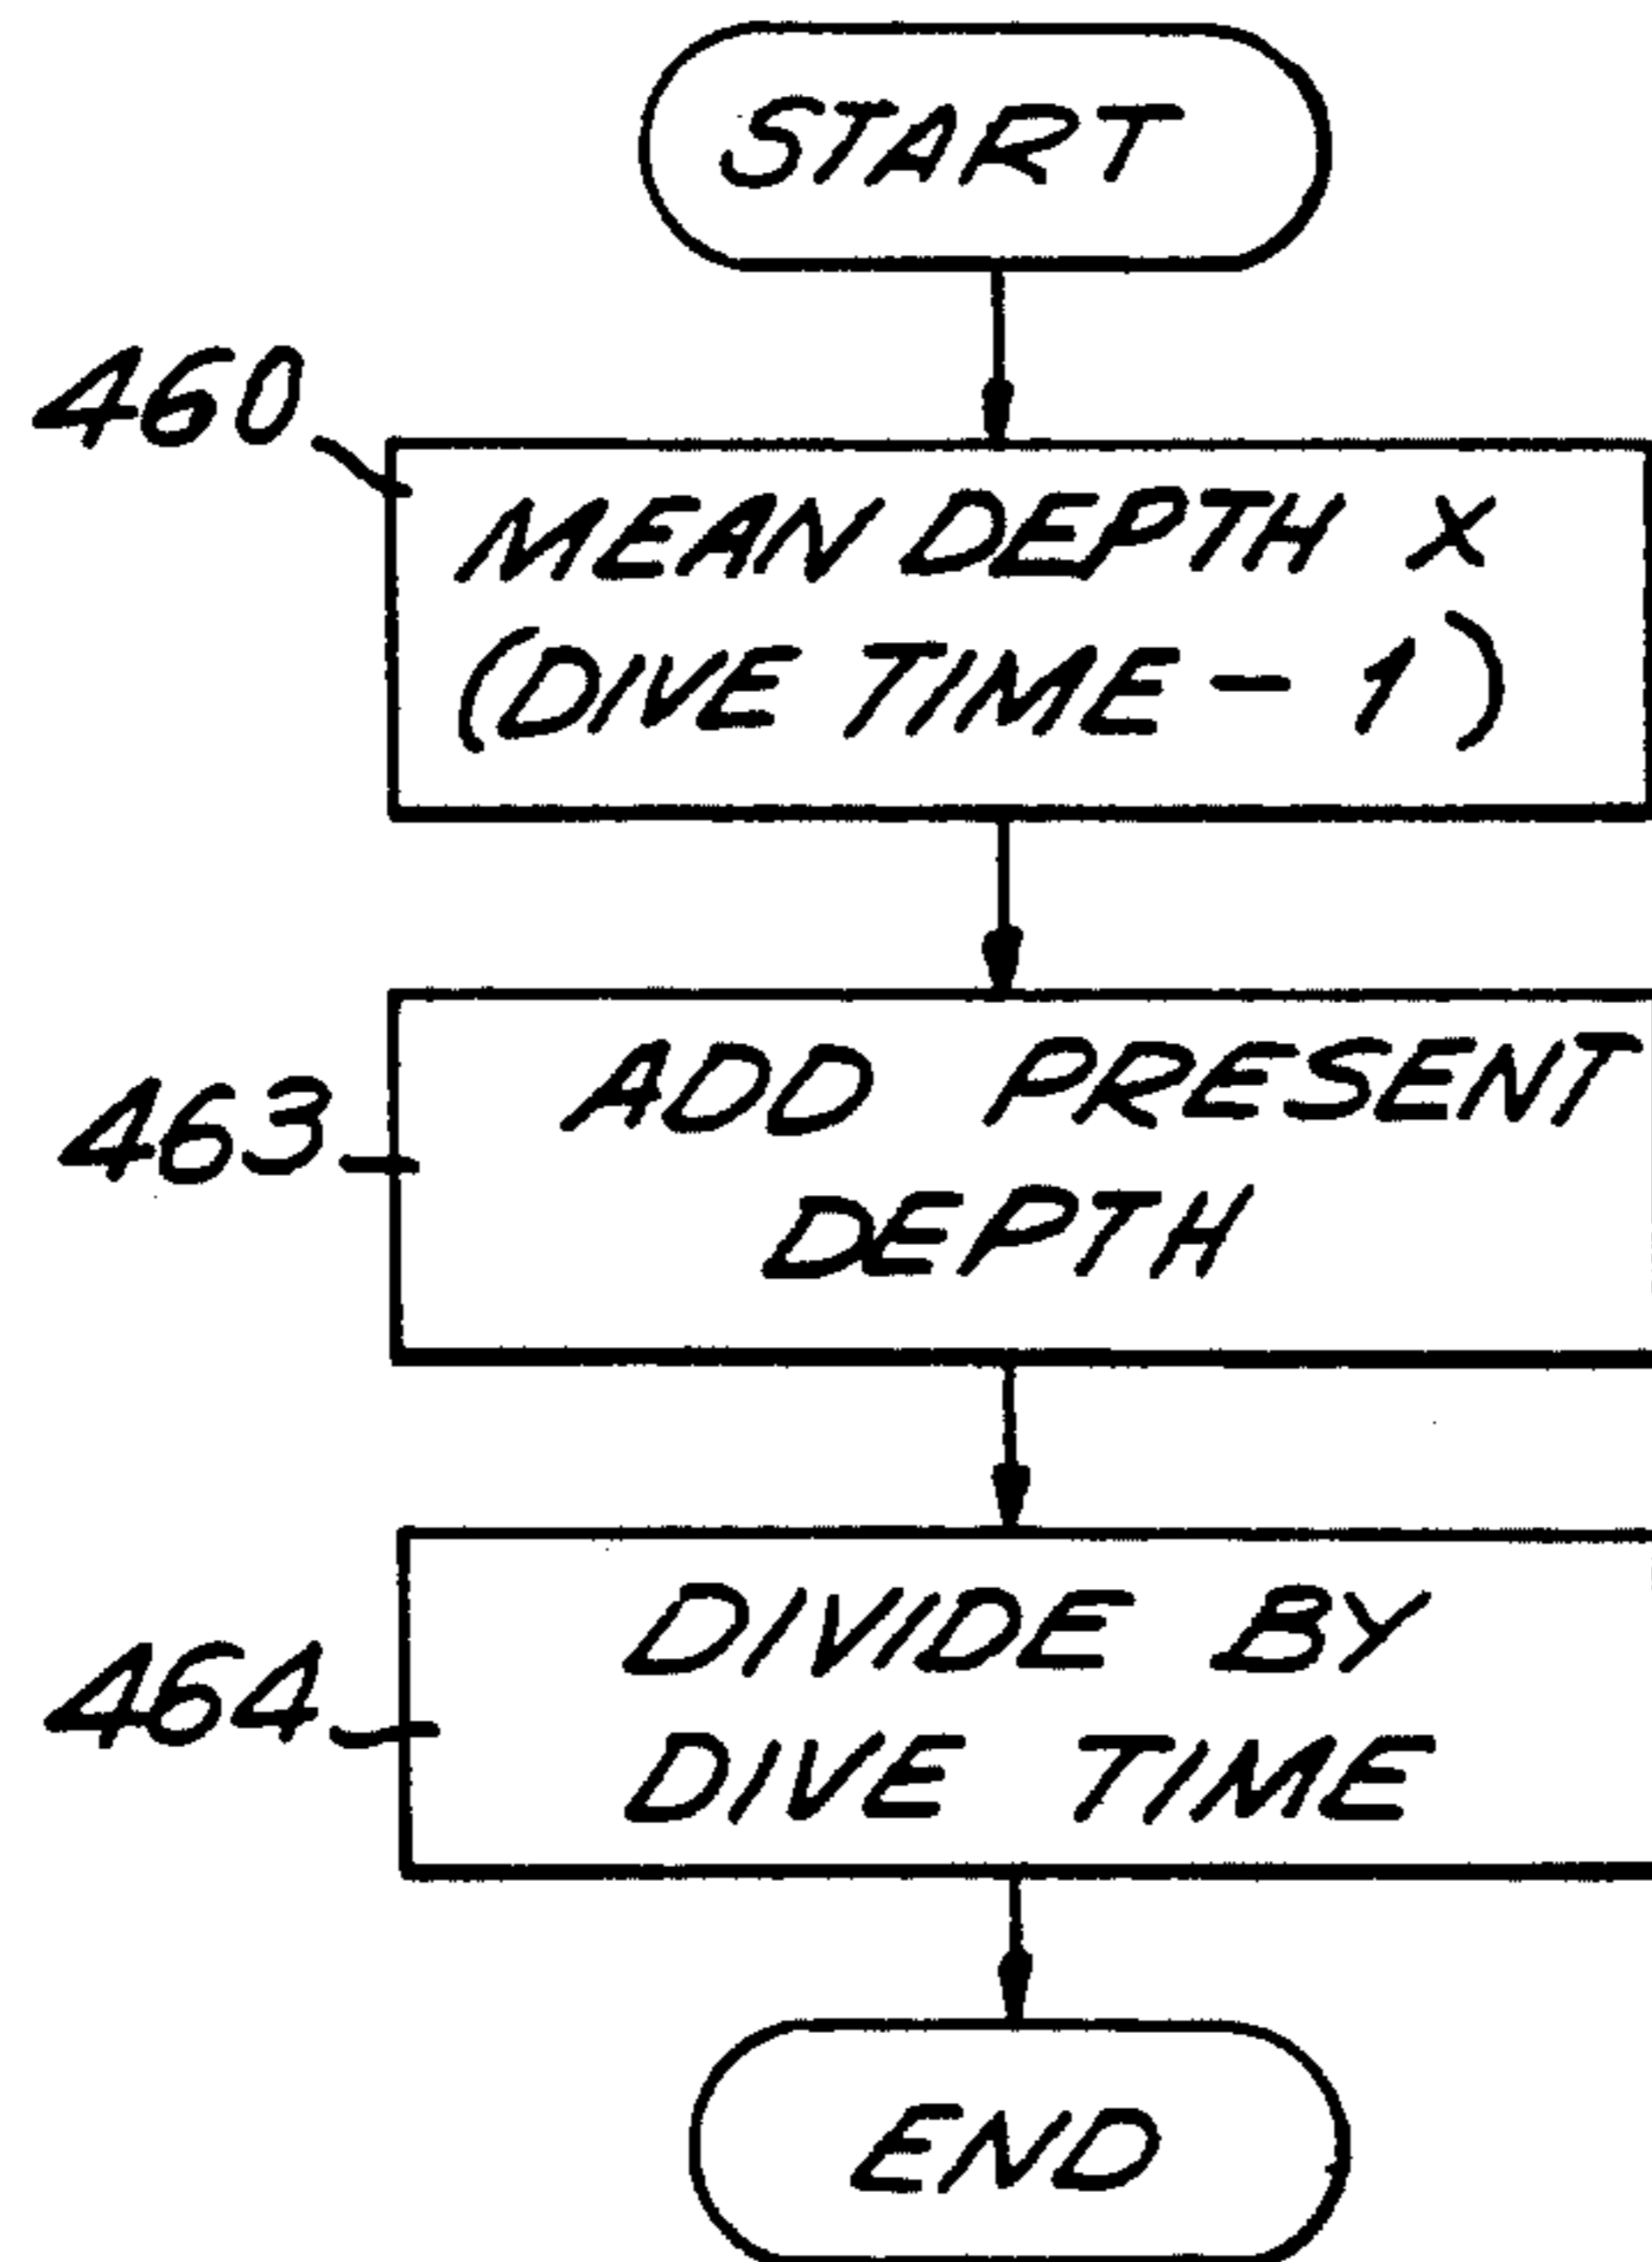 START
460
MEAN DEPTH X
(DIVE TIME - 1)
463
ADD PRESENT
DEPTH
464
DIVIDE BY
DIVE TIME
END